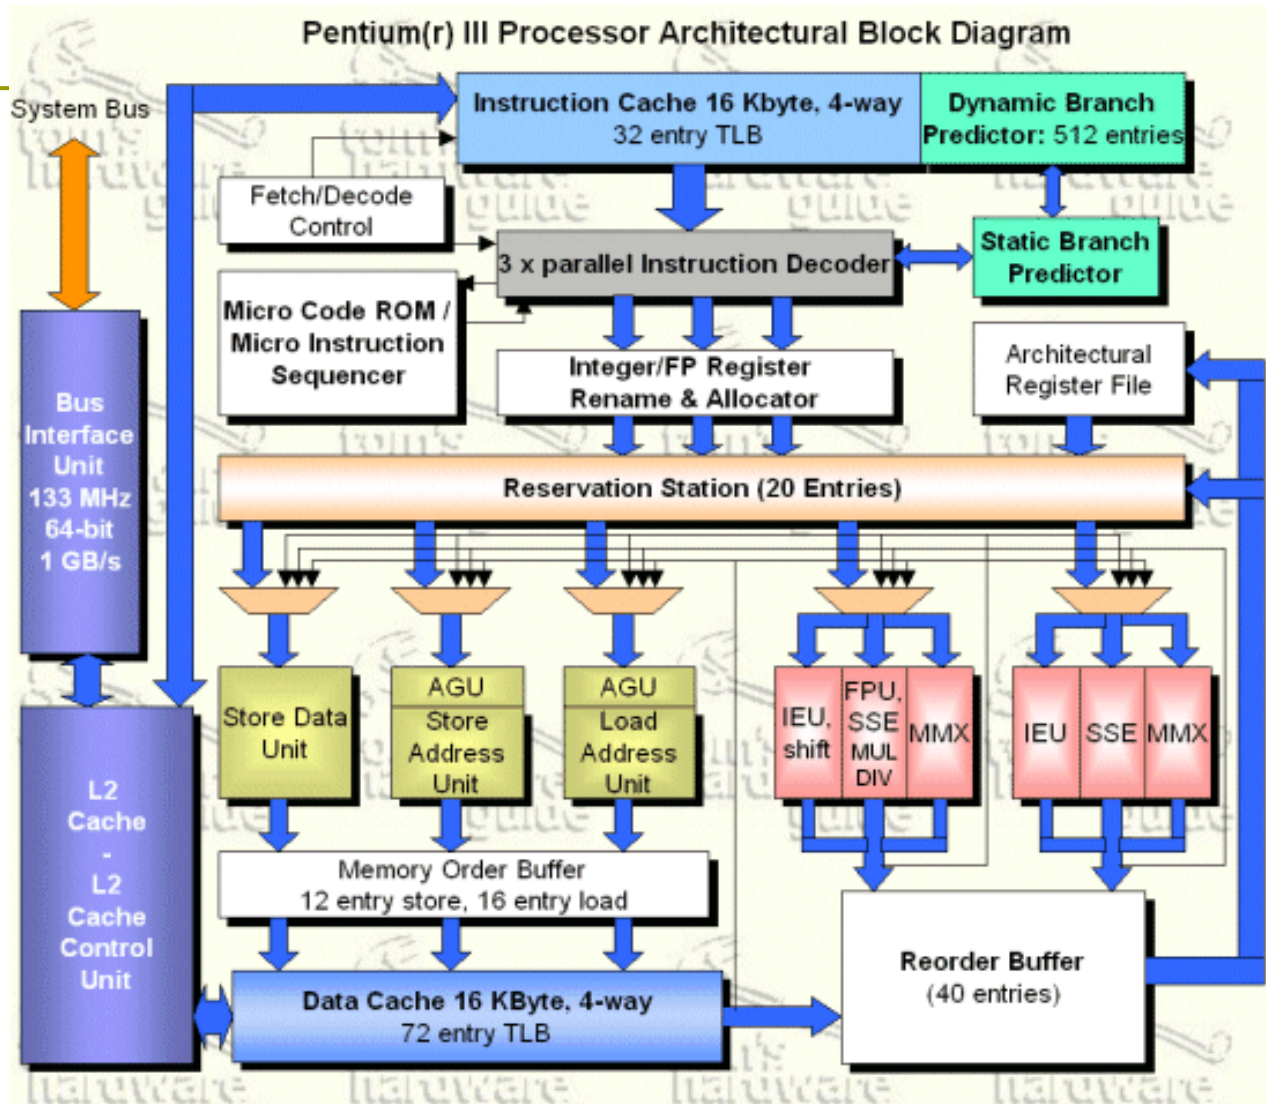 Pentium(r) III Processor Architectural Block Diagram
System Bus
Instruction Cache 16 Kbyte, 4-way
32 entry TLB
Dynamic Branch
Predictor: 512 entries
Fetch/Decode
Control
3 x parallel Instruction Decoder
Static Branch
Predictor
Micro Code ROM /
Micro Instruction
Sequencer
Integer/FP Register
Rename & Allocator
Architectural
Register File
Bus
Interface
Unit
133 MHz
64-bit
1 GB/s
Reservation Station (20 Entries)
Store Data
Unit
AGU
Store
Address
Unit
AGU
Load
Address
Unit
IEU,
shift
FPU,
SSE
MUL
DIV
MMX
IEU
SSE
MMX
L2
Cache
-
L2
Cache
Control
Unit
Memory Order Buffer
12 entry store, 16 entry load
Data Cache 16 KByte, 4-way
72 entry TLB
Reorder Buffer
(40 entries)
tom's
hardware
guide